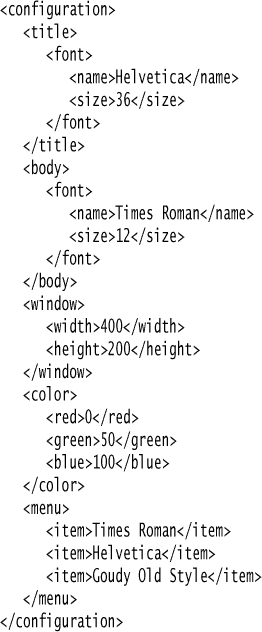 <configuration>
   <title>
      <font>
         <name>Helvetica</name>
         <size>36</size>
      </font>
   </title>
   <body>
      <font>
         <name>Times Roman</name>
         <size>12</size>
      </font>
   </body>
   <window>
      <width>400</width>
      <height>200</height>
   </window>
   <color>
      <red>0</red>
      <green>50</green>
      <blue>100</blue>
   </color>
   <menu>
      <item>Times Roman</item>
      <item>Helvetica</item>
      <item>Goudy Old Style</item>
   </menu>
</configuration>